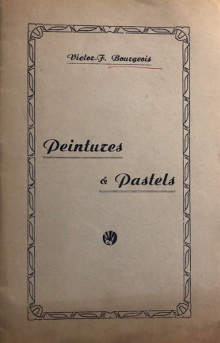 Victor-F. Bourgeois
Peintures
& Pastels